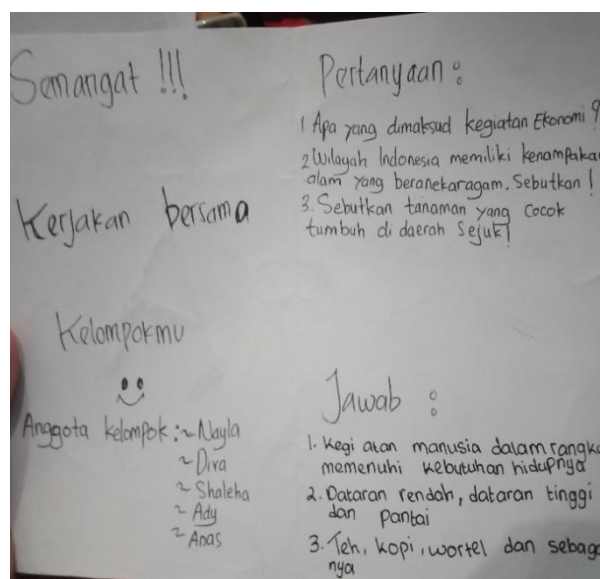 Semangat !!!
Kerjakan bersama
Kelompokmu
Anggota kelompok : ~ Nayla
~ Diva
~ Shaleha
~ Ady
~ Anas
Pertanyaan :
1 Apa yang dimaksud kegiatan Ekonomi ?
2 Wilayah Indonesia memiliki kenampakan
alam yang beranekaragam. Sebutkan !
3. Sebutkan tanaman yang Cocok
tumbuh di daerah Sejuk !
Jawab :
1. Kegiatan manusia dalam rangka
memenuhi kebutuhan hidupnya
2. Dataran rendah, dataran tinggi
dan pantai
3. Teh, kopi, wortel dan sebaga
nya